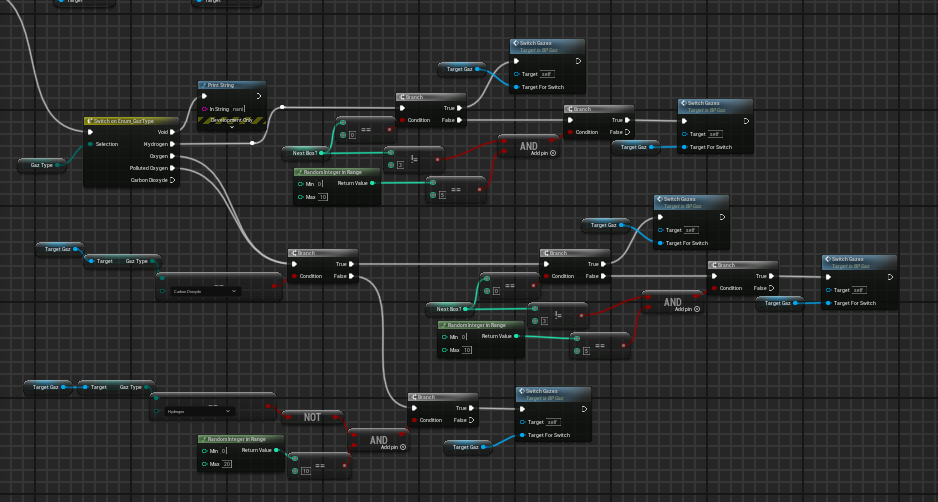 Target
Target
Switch Gazes
Target is BP Gaz
Target Gaz
Target self
Target For Switch
Print String
In String nan
Development Only
Branch
True
Condition
False
Branch
True
Condition
False
Switch Gazes
Target is BP Gaz
Target self
Target Gaz
Target For Switch
Switch on Enum_GazType
Void
Selection
Hydrogen
Oxygen
Polluted Oxygen
Carbon Dioxyde
Gaz Type
==
0
Next Box?
!=
3
AND
Add pin
RandomInteger in Range
Min 0
Return Value
Max 10
==
5
Switch Gazes
Target is BP Gaz
Target Gaz
Target self
Target For Switch
Target Gaz
Target
Gaz Type
==
Carbon Dioxyde
Branch
True
Condition
False
Branch
True
Condition
False
Branch
True
Condition
False
Switch Gazes
Target is BP Gaz
Target self
Target Gaz
Target For Switch
==
0
Next Box?
!=
3
AND
Add pin
RandomInteger in Range
Min 0
Return Value
Max 10
==
5
Target Gaz
Target
Gaz Type
==
Hydrogen
NOT
AND
Add pin
RandomInteger in Range
Min 0
Return Value
Max 20
==
10
Branch
True
Condition
False
Switch Gazes
Target is BP Gaz
Target self
Target Gaz
Target For Switch